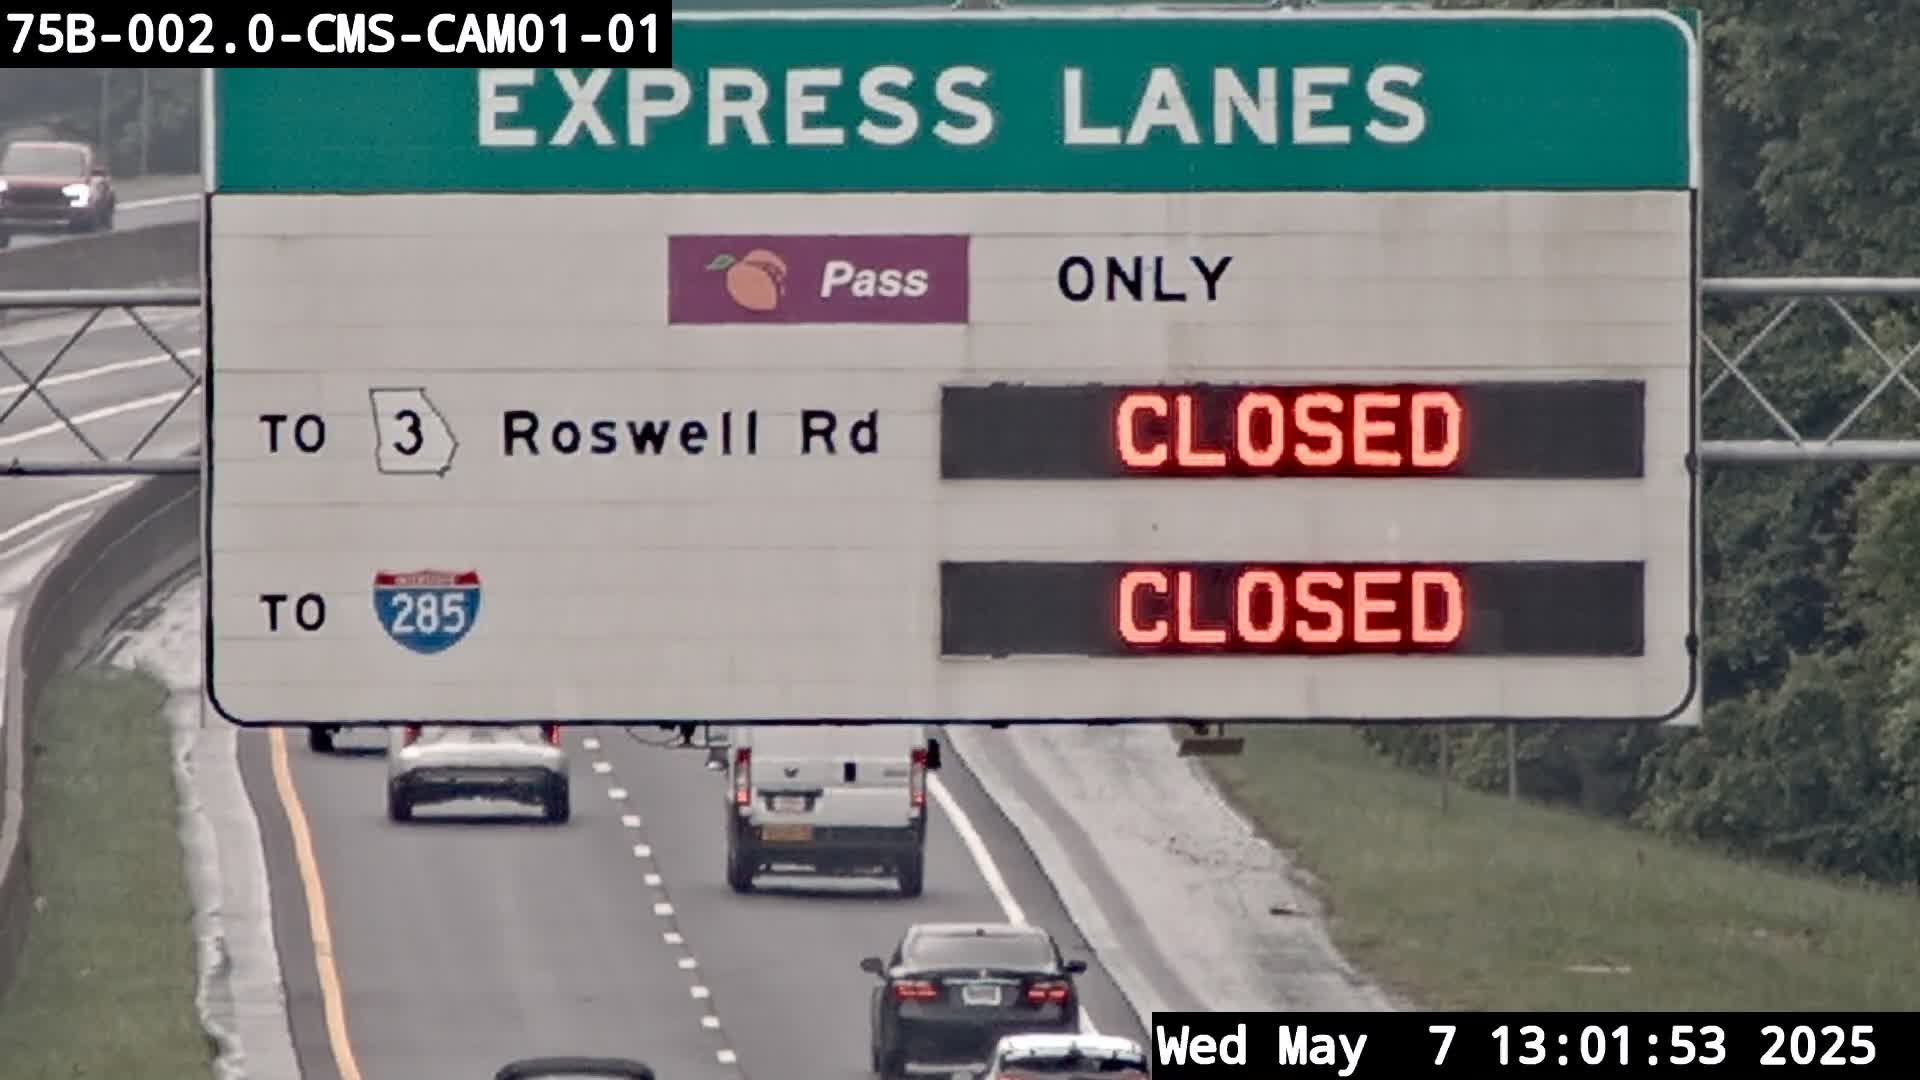 75B-002.0-CMS-CAM01-01
EXPRESS LANES
Pass ONLY
TO 3 Roswell Rd CLOSED
TO INTERSTATE 285 CLOSED
Wed May 7 13:01:53 2025